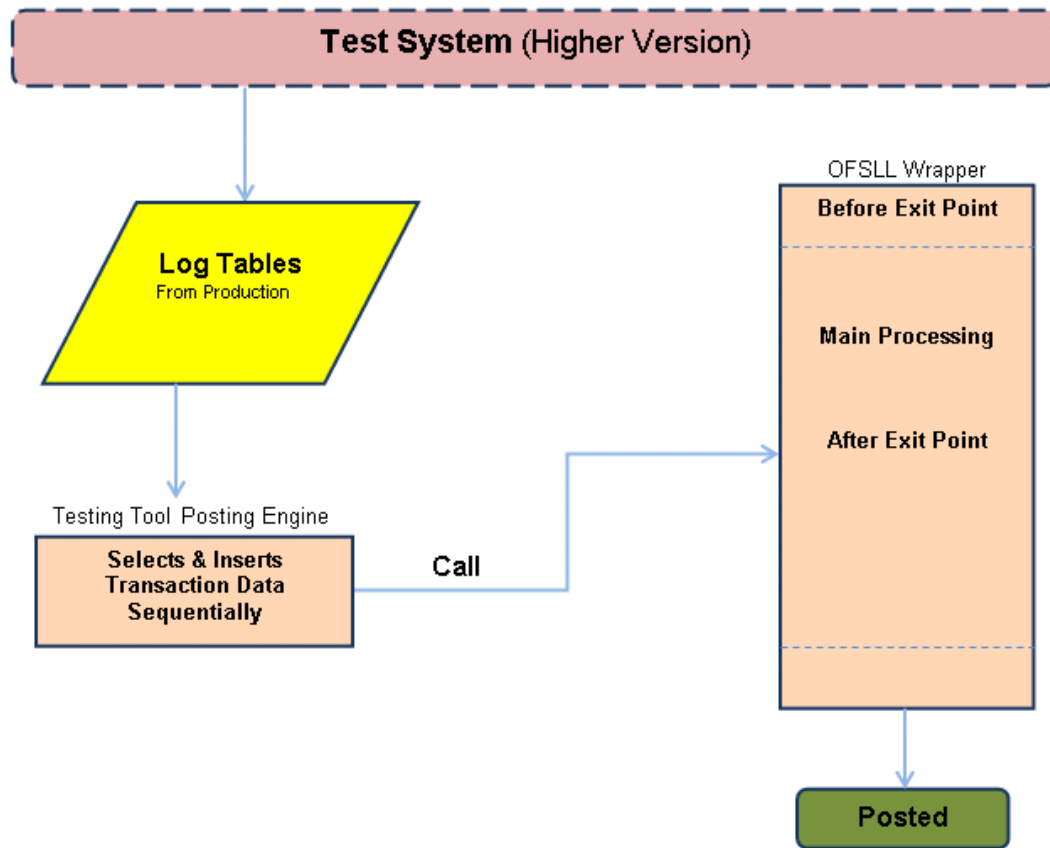 Test System (Higher Version)
OFSLL Wrapper
Before Exit Point
Log Tables
From Production
Main Processing
After Exit Point
Testing Tool Posting Engine
Selects & Inserts
Transaction Data
Sequentially
Call
Posted